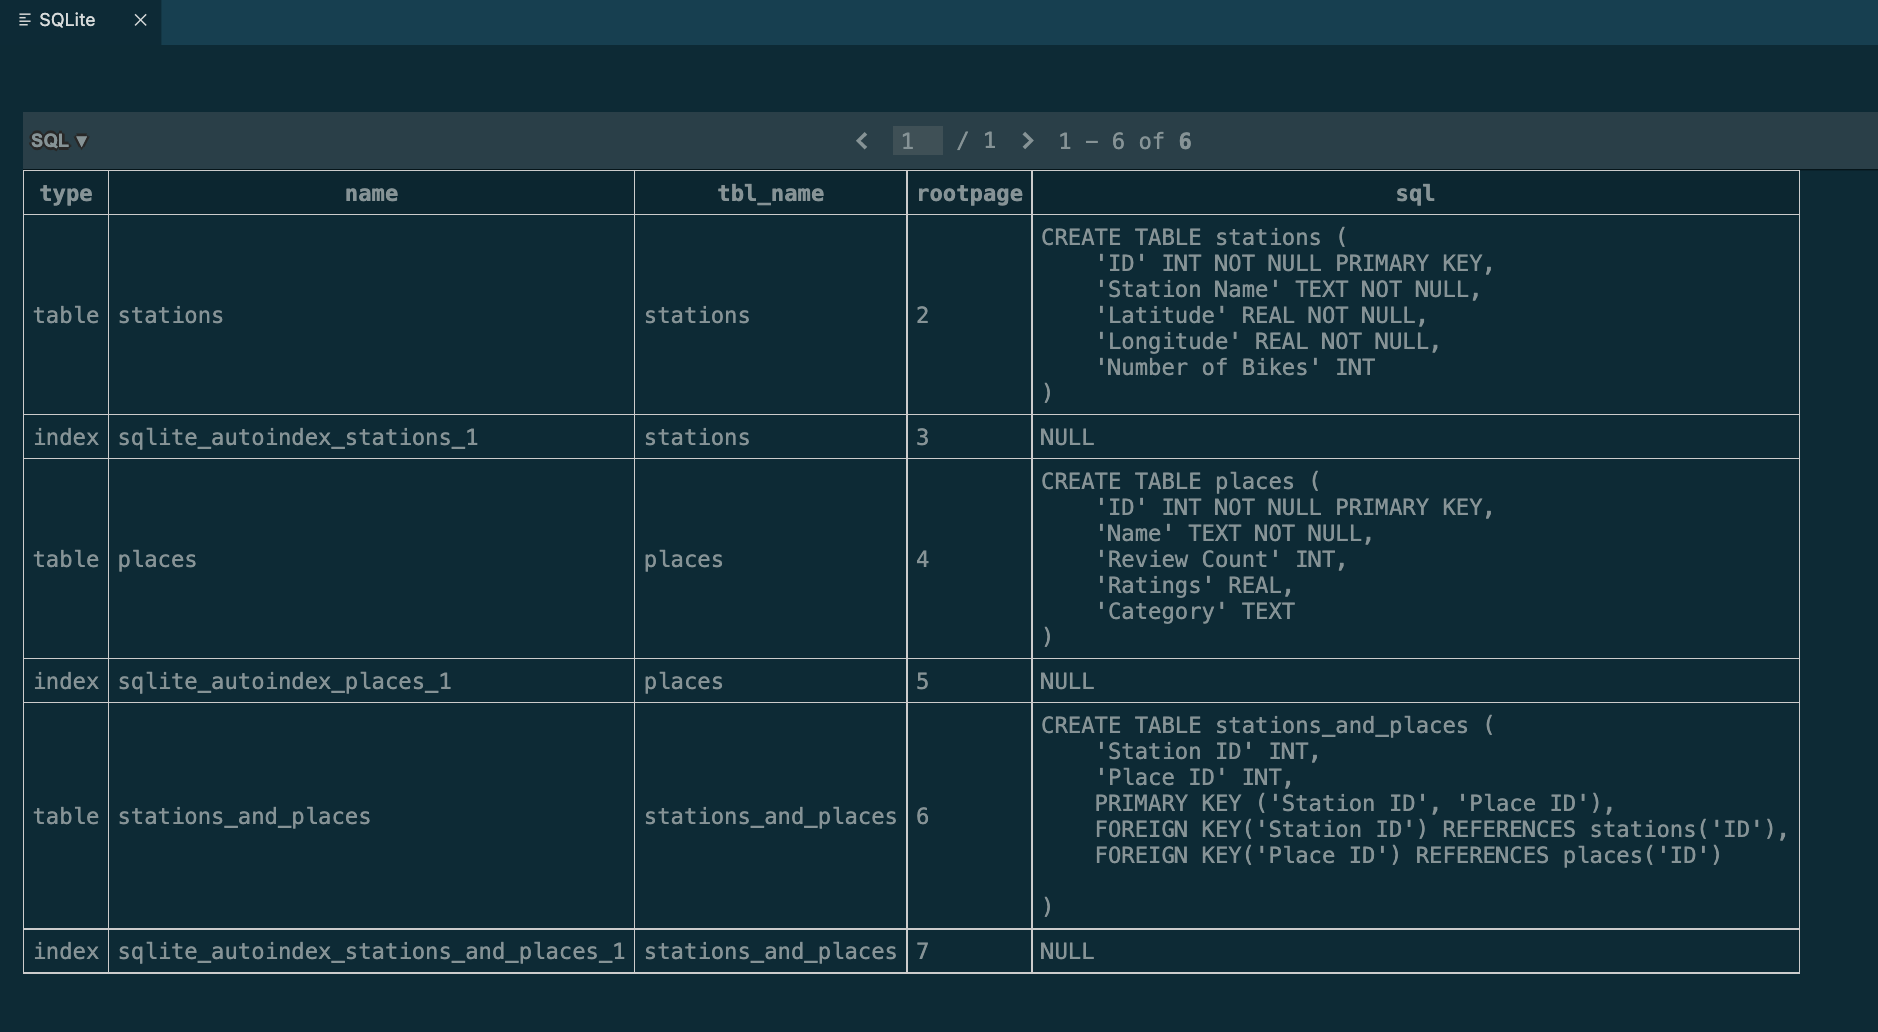 SQLite
SQL ▼
1 / 1 1 – 6 of 6
type name tbl_name rootpage sql
table stations stations 2
CREATE TABLE stations (
'ID' INT NOT NULL PRIMARY KEY,
'Station Name' TEXT NOT NULL,
'Latitude' REAL NOT NULL,
'Longitude' REAL NOT NULL,
'Number of Bikes' INT
)
index sqlite_autoindex_stations_1 stations 3 NULL
table places places 4
CREATE TABLE places (
'ID' INT NOT NULL PRIMARY KEY,
'Name' TEXT NOT NULL,
'Review Count' INT,
'Ratings' REAL,
'Category' TEXT
)
index sqlite_autoindex_places_1 places 5 NULL
table stations_and_places stations_and_places 6
CREATE TABLE stations_and_places (
'Station ID' INT,
'Place ID' INT,
PRIMARY KEY ('Station ID', 'Place ID'),
FOREIGN KEY('Station ID') REFERENCES stations('ID'),
FOREIGN KEY('Place ID') REFERENCES places('ID')
)
index sqlite_autoindex_stations_and_places_1 stations_and_places 7 NULL